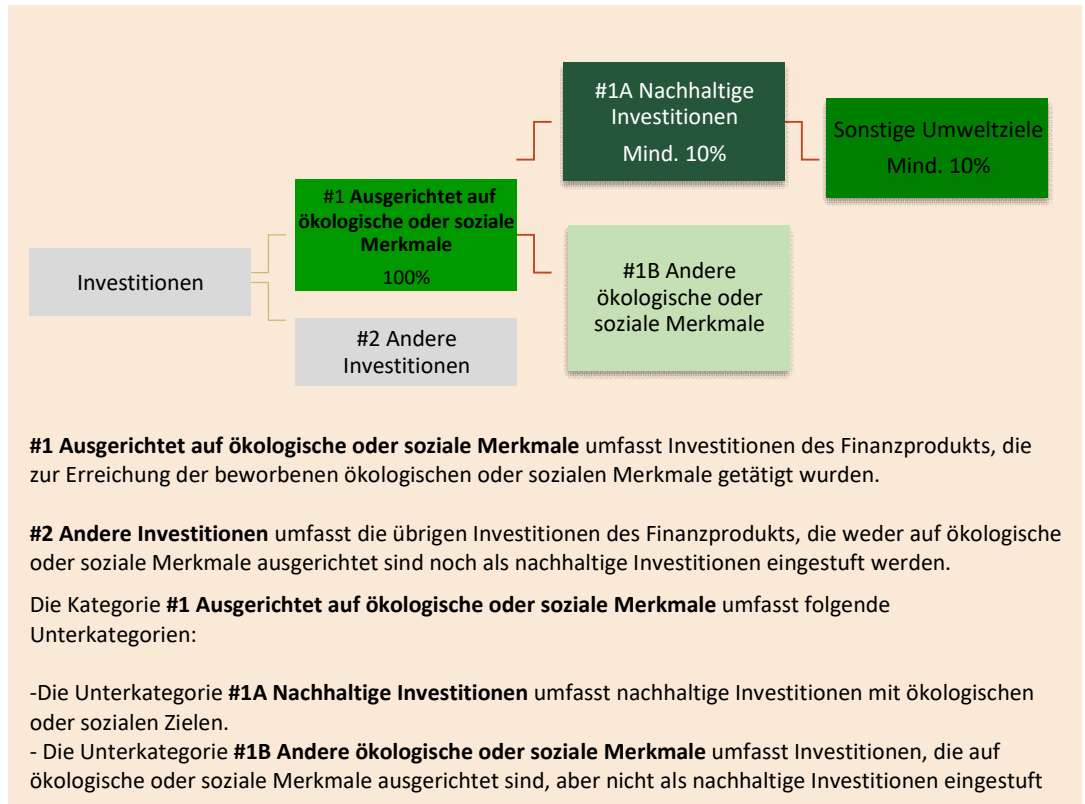 #1A Nachhaltige
Investitionen
Mind. 10%
Sonstige Umweltziele
Mind. 10%
#1 Ausgerichtet auf
ökologische oder soziale
Merkmale
100%
Investitionen
#1B Andere
ökologische oder
soziale Merkmale
#2 Andere
Investitionen
#1 Ausgerichtet auf ökologische oder soziale Merkmale umfasst Investitionen des Finanzprodukts, die
zur Erreichung der beworbenen ökologischen oder sozialen Merkmale getätigt wurden.
#2 Andere Investitionen umfasst die übrigen Investitionen des Finanzprodukts, die weder auf ökologische
oder soziale Merkmale ausgerichtet sind noch als nachhaltige Investitionen eingestuft werden.
Die Kategorie #1 Ausgerichtet auf ökologische oder soziale Merkmale umfasst folgende
Unterkategorien:
-Die Unterkategorie #1A Nachhaltige Investitionen umfasst nachhaltige Investitionen mit ökologischen
oder sozialen Zielen.
- Die Unterkategorie #1B Andere ökologische oder soziale Merkmale umfasst Investitionen, die auf
ökologische oder soziale Merkmale ausgerichtet sind, aber nicht als nachhaltige Investitionen eingestuft